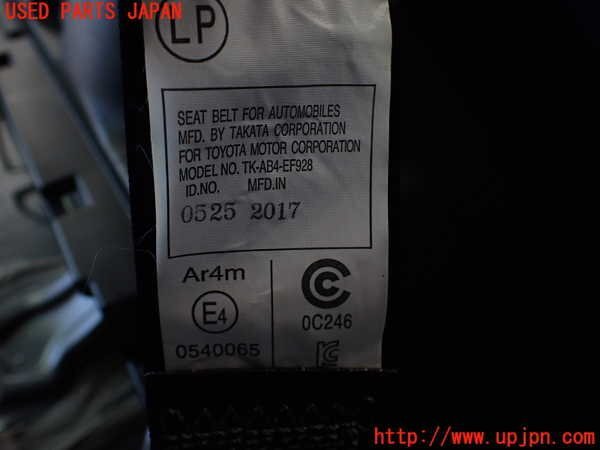 USED PARTS JAPAN
LP
SEAT BELT FOR AUTOMOBILES
MFD. BY TAKATA CORPORATION
FOR TOYOTA MOTOR CORPORATION
MODEL NO. TK-AB4-EF928
ID.NO. MFD.IN
0525 2017
Ar4m
E4
0540065
CC
0C246
http://www.upjpn.com/